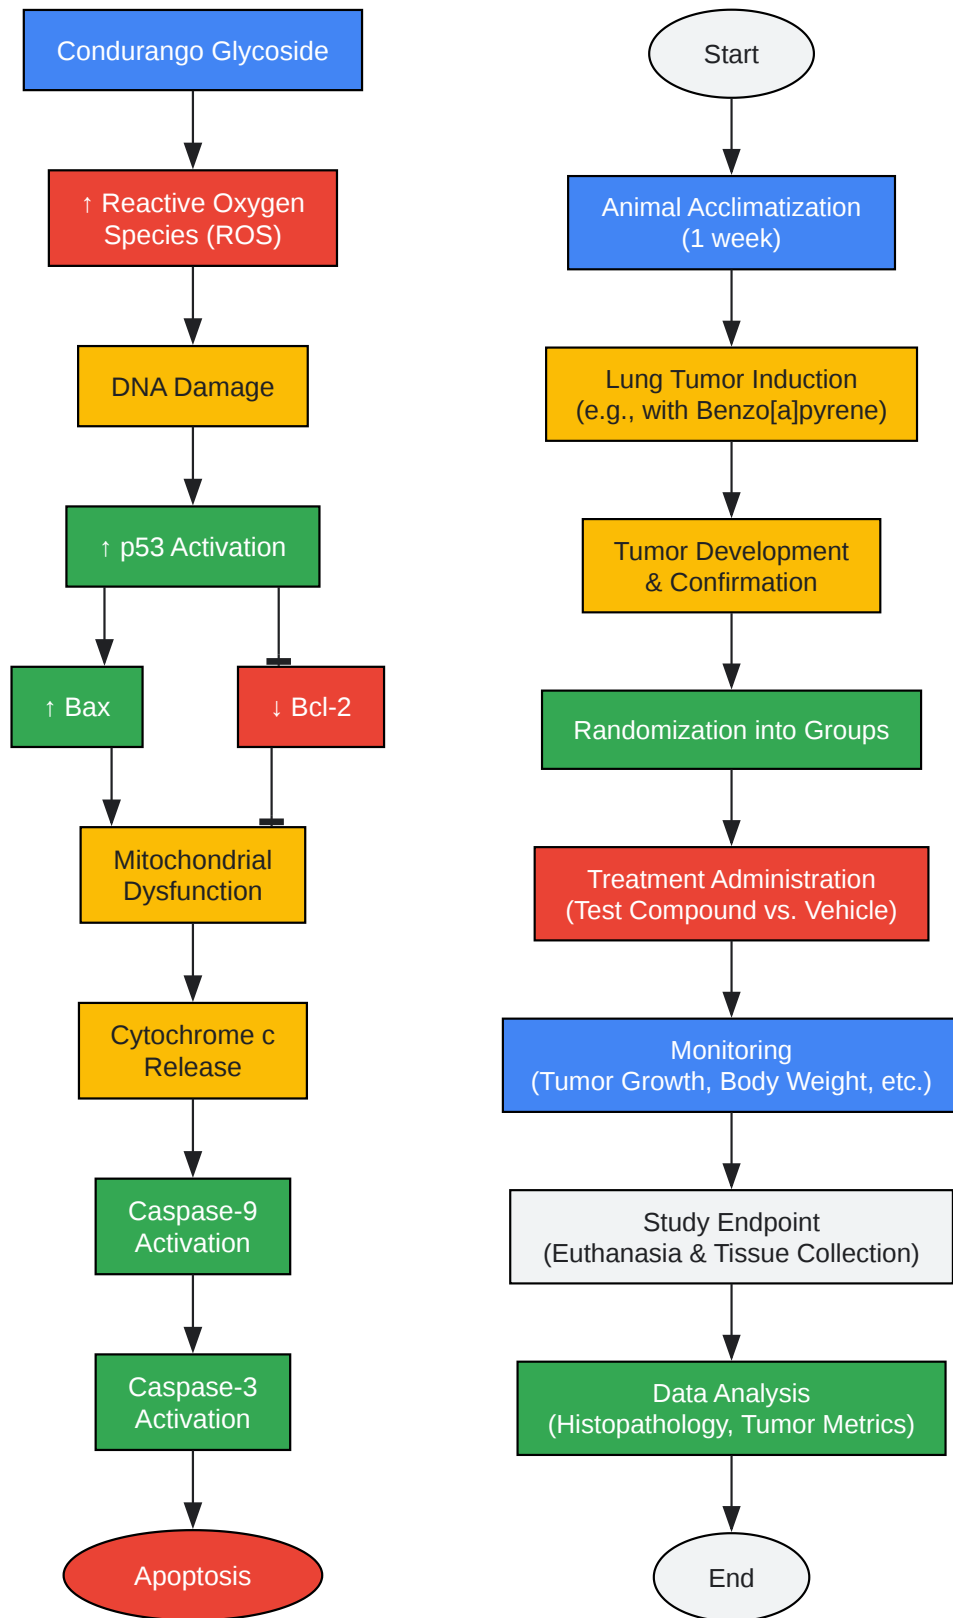 Condurango Glycoside
↑ Reactive Oxygen
Species (ROS)
DNA Damage
↑ p53 Activation
↑ Bax
↓ Bcl-2
Mitochondrial
Dysfunction
Cytochrome c
Release
Caspase-9
Activation
Caspase-3
Activation
Apoptosis
Start
Animal Acclimatization
(1 week)
Lung Tumor Induction
(e.g., with Benzo[a]pyrene)
Tumor Development
& Confirmation
Randomization into Groups
Treatment Administration
(Test Compound vs. Vehicle)
Monitoring
(Tumor Growth, Body Weight, etc.)
Study Endpoint
(Euthanasia & Tissue Collection)
Data Analysis
(Histopathology, Tumor Metrics)
End